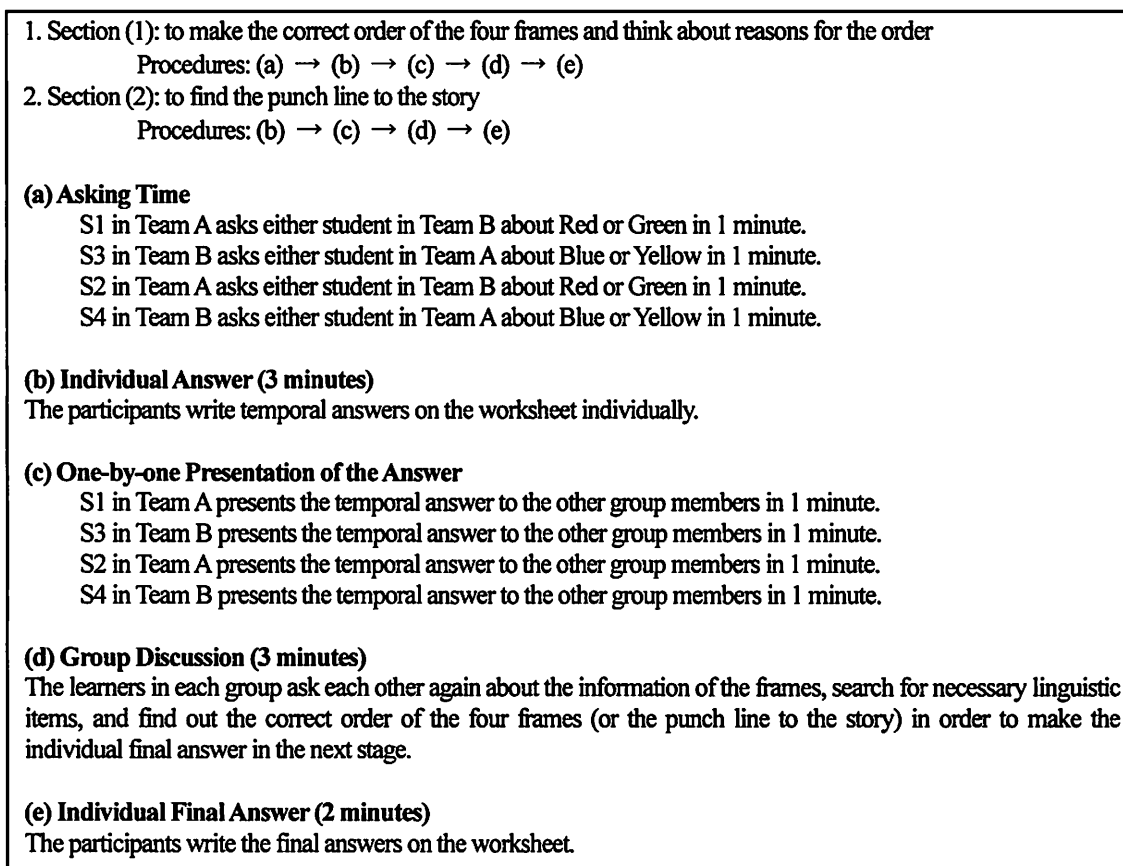 1. Section (1): to make the correct order of the four frames and think about reasons for the order
Procedures: (a) → (b) → (c) → (d) → (e)
2. Section (2): to find the punch line to the story
Procedures: (b) → (c) → (d) → (e)
(a) Asking Time
S1 in Team A asks either student in Team B about Red or Green in 1 minute.
S3 in Team B asks either student in Team A about Blue or Yellow in 1 minute.
S2 in Team A asks either student in Team B about Red or Green in 1 minute.
S4 in Team B asks either student in Team A about Blue or Yellow in 1 minute.
(b) Individual Answer (3 minutes)
The participants write temporal answers on the worksheet individually.
(c) One-by-one Presentation of the Answer
S1 in Team A presents the temporal answer to the other group members in 1 minute.
S3 in Team B presents the temporal answer to the other group members in 1 minute.
S2 in Team A presents the temporal answer to the other group members in 1 minute.
S4 in Team B presents the temporal answer to the other group members in 1 minute.
(d) Group Discussion (3 minutes)
The learners in each group ask each other again about the information of the frames, search for necessary linguistic
items, and find out the correct order of the four frames (or the punch line to the story) in order to make the
individual final answer in the next stage.
(e) Individual Final Answer (2 minutes)
The participants write the final answers on the worksheet.